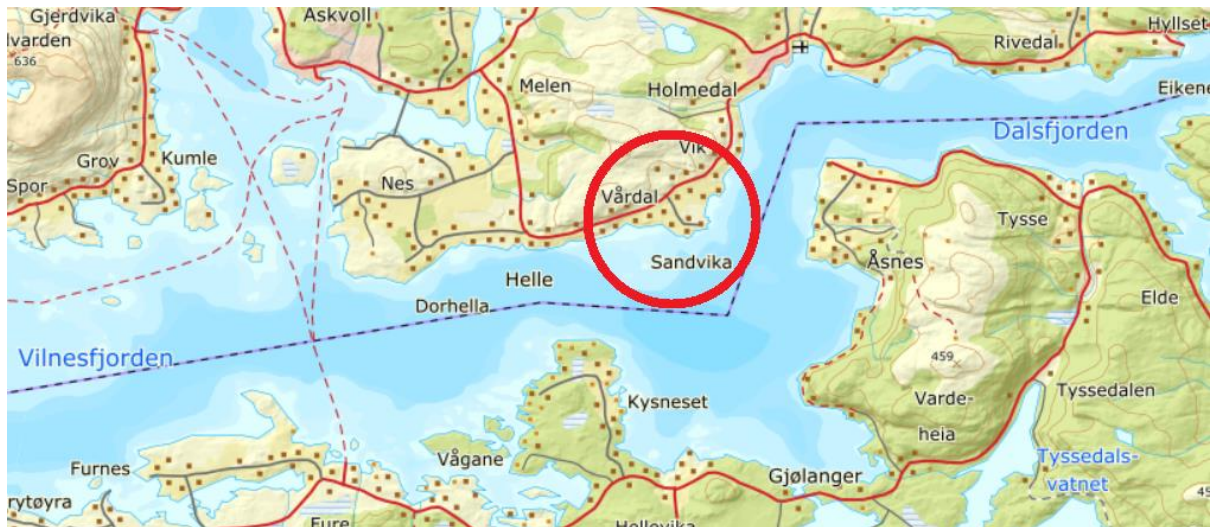 Gjerdvika
Askvoll
Hyllset
lvarden
636
Rivedal
Melen
Holmedal
Eikene
Dalsfjorden
Vik
Grov
Kumle
Spor
Nes
Vårdal
Tysse
Sandvika
Åsnes
Helle
Elde
Dorhella
Vilnesfjorden
459
Tyssedalen
Varde-
heia
Kysneset
Vågane
Furnes
Gjølanger
Tyssedals-
vatnet
rytøyra
Fure
Hellevika